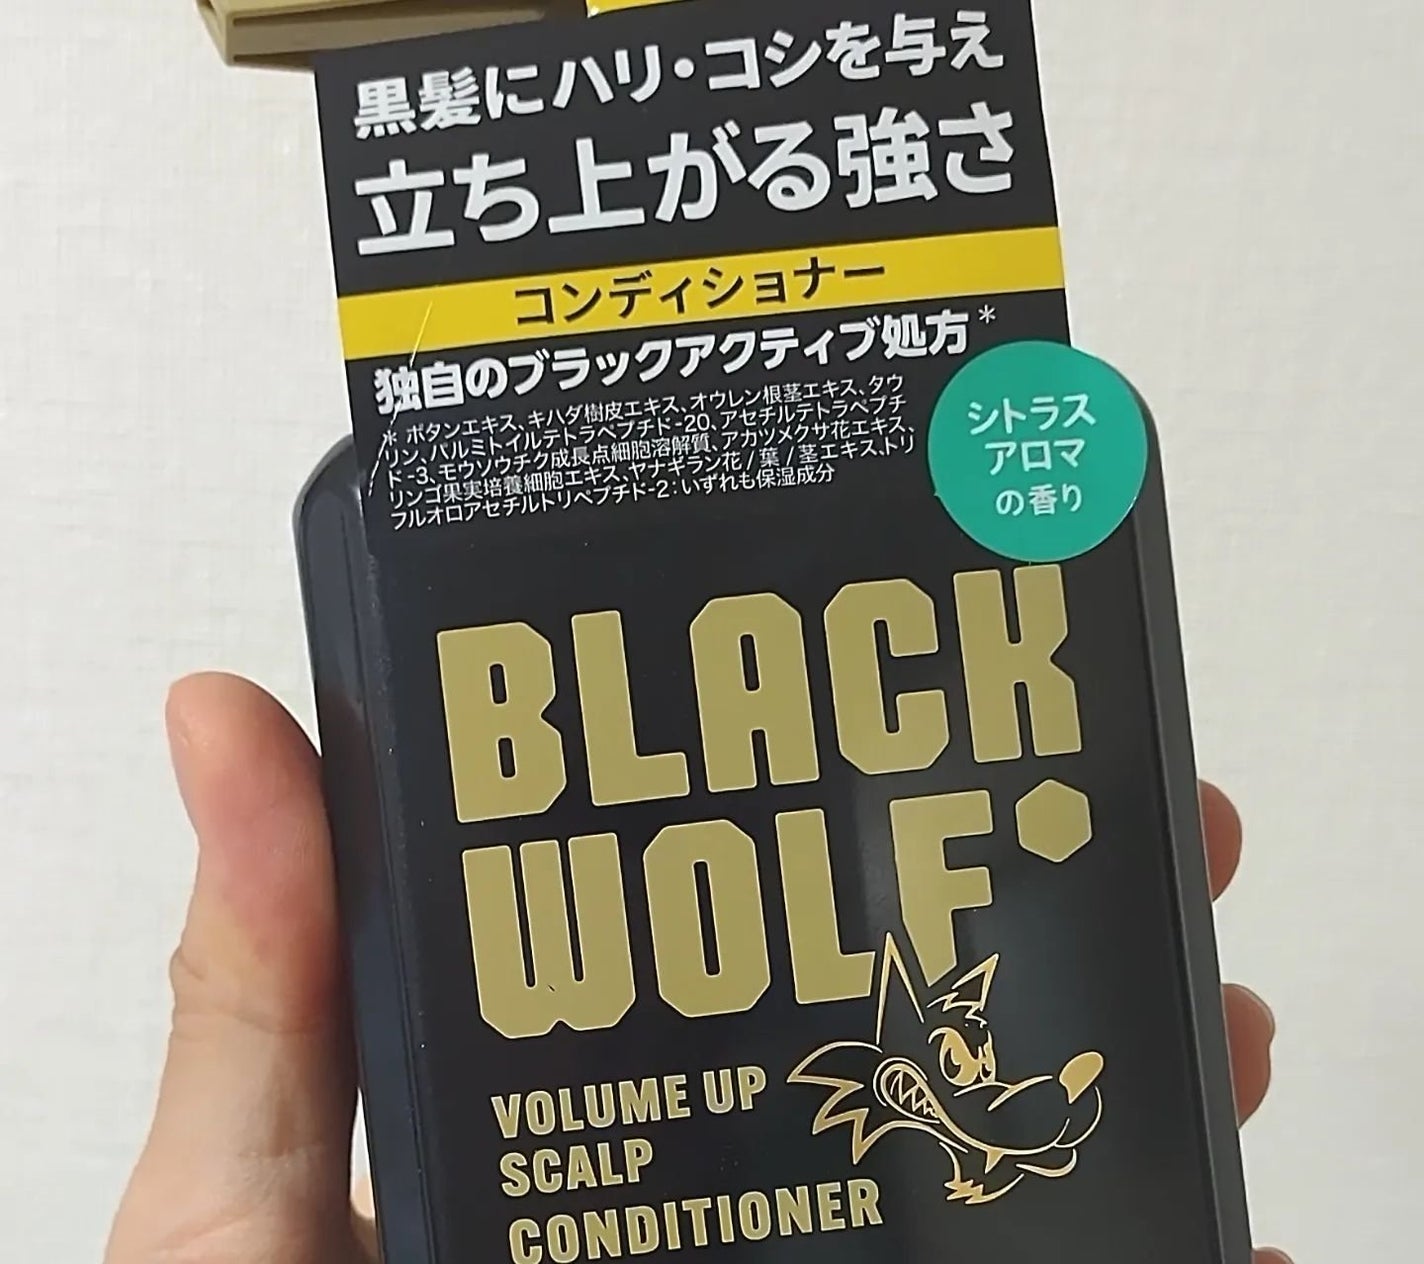 黒髪にハリ・コシを与え
立ち上がる強さ
コンディショナー
独自のブラックアクティブ処方*
* ボタンエキス、キハダ樹皮エキス、オウレン根茎エキス、タウ
リン、パルミトイルテトラペプチド-20、アセチルテトラペプチ
ド-3、モウソウチク成長点細胞溶解質、アカツメクサ花エキス、
リンゴ果実培養細胞エキス、ヤナギラン花/葉/茎エキス、トリ
フルオロアセチルトリペプチド-2:いずれも保湿成分
シトラス
アロマ
の香り
BLACK
WOLF
VOLUME UP
SCALP
CONDITIONER